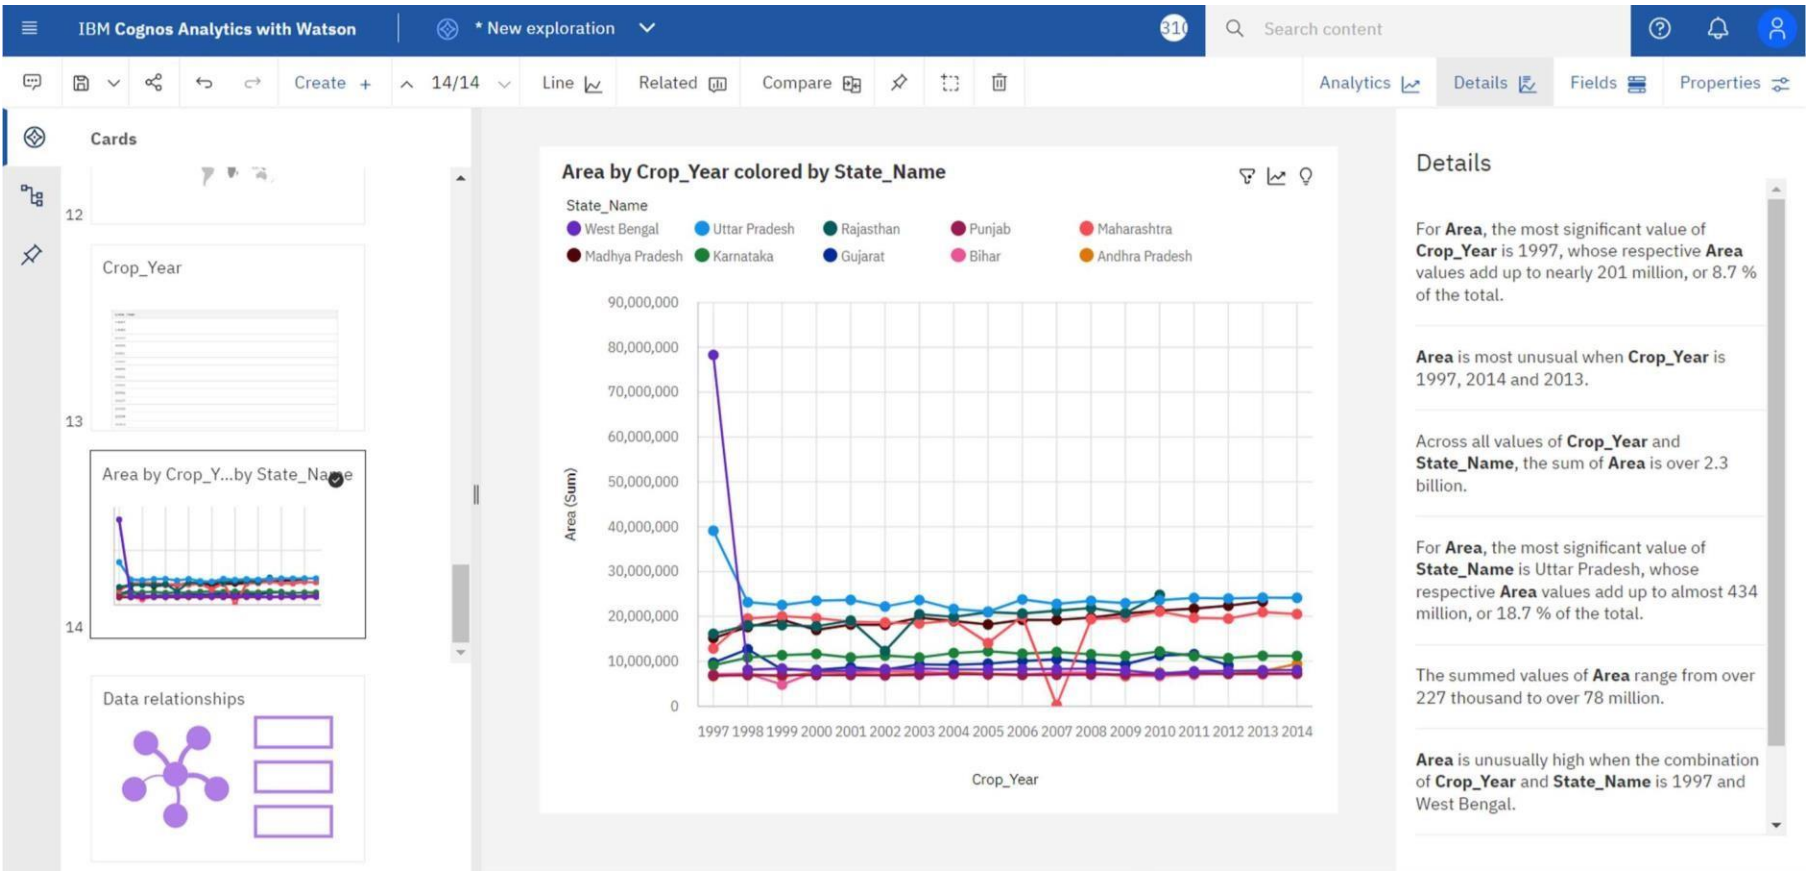 IBM Cognos Analytics with Watson
* New exploration
Search content
Create +
14/14
Line
Related
Compare
Analytics
Details
Fields
Properties
Cards
12
Crop_Year
13
Area by Crop_Y...by State_Name
14
Data relationships
Area by Crop_Year colored by State_Name
State_Name
West Bengal Uttar Pradesh Rajasthan Punjab Maharashtra
Madhya Pradesh Karnataka Gujarat Bihar Andhra Pradesh
90,000,000
80,000,000
70,000,000
60,000,000
50,000,000
40,000,000
30,000,000
20,000,000
10,000,000
0
Area (Sum)
1997 1998 1999 2000 2001 2002 2003 2004 2005 2006 2007 2008 2009 2010 2011 2012 2013 2014
Crop_Year
Details
For Area, the most significant value of
Crop_Year is 1997, whose respective Area
values add up to nearly 201 million, or 8.7 %
of the total.
Area is most unusual when Crop_Year is
1997, 2014 and 2013.
Across all values of Crop_Year and
State_Name, the sum of Area is over 2.3
billion.
For Area, the most significant value of
State_Name is Uttar Pradesh, whose
respective Area values add up to almost 434
million, or 18.7 % of the total.
The summed values of Area range from over
227 thousand to over 78 million.
Area is unusually high when the combination
of Crop_Year and State_Name is 1997 and
West Bengal.